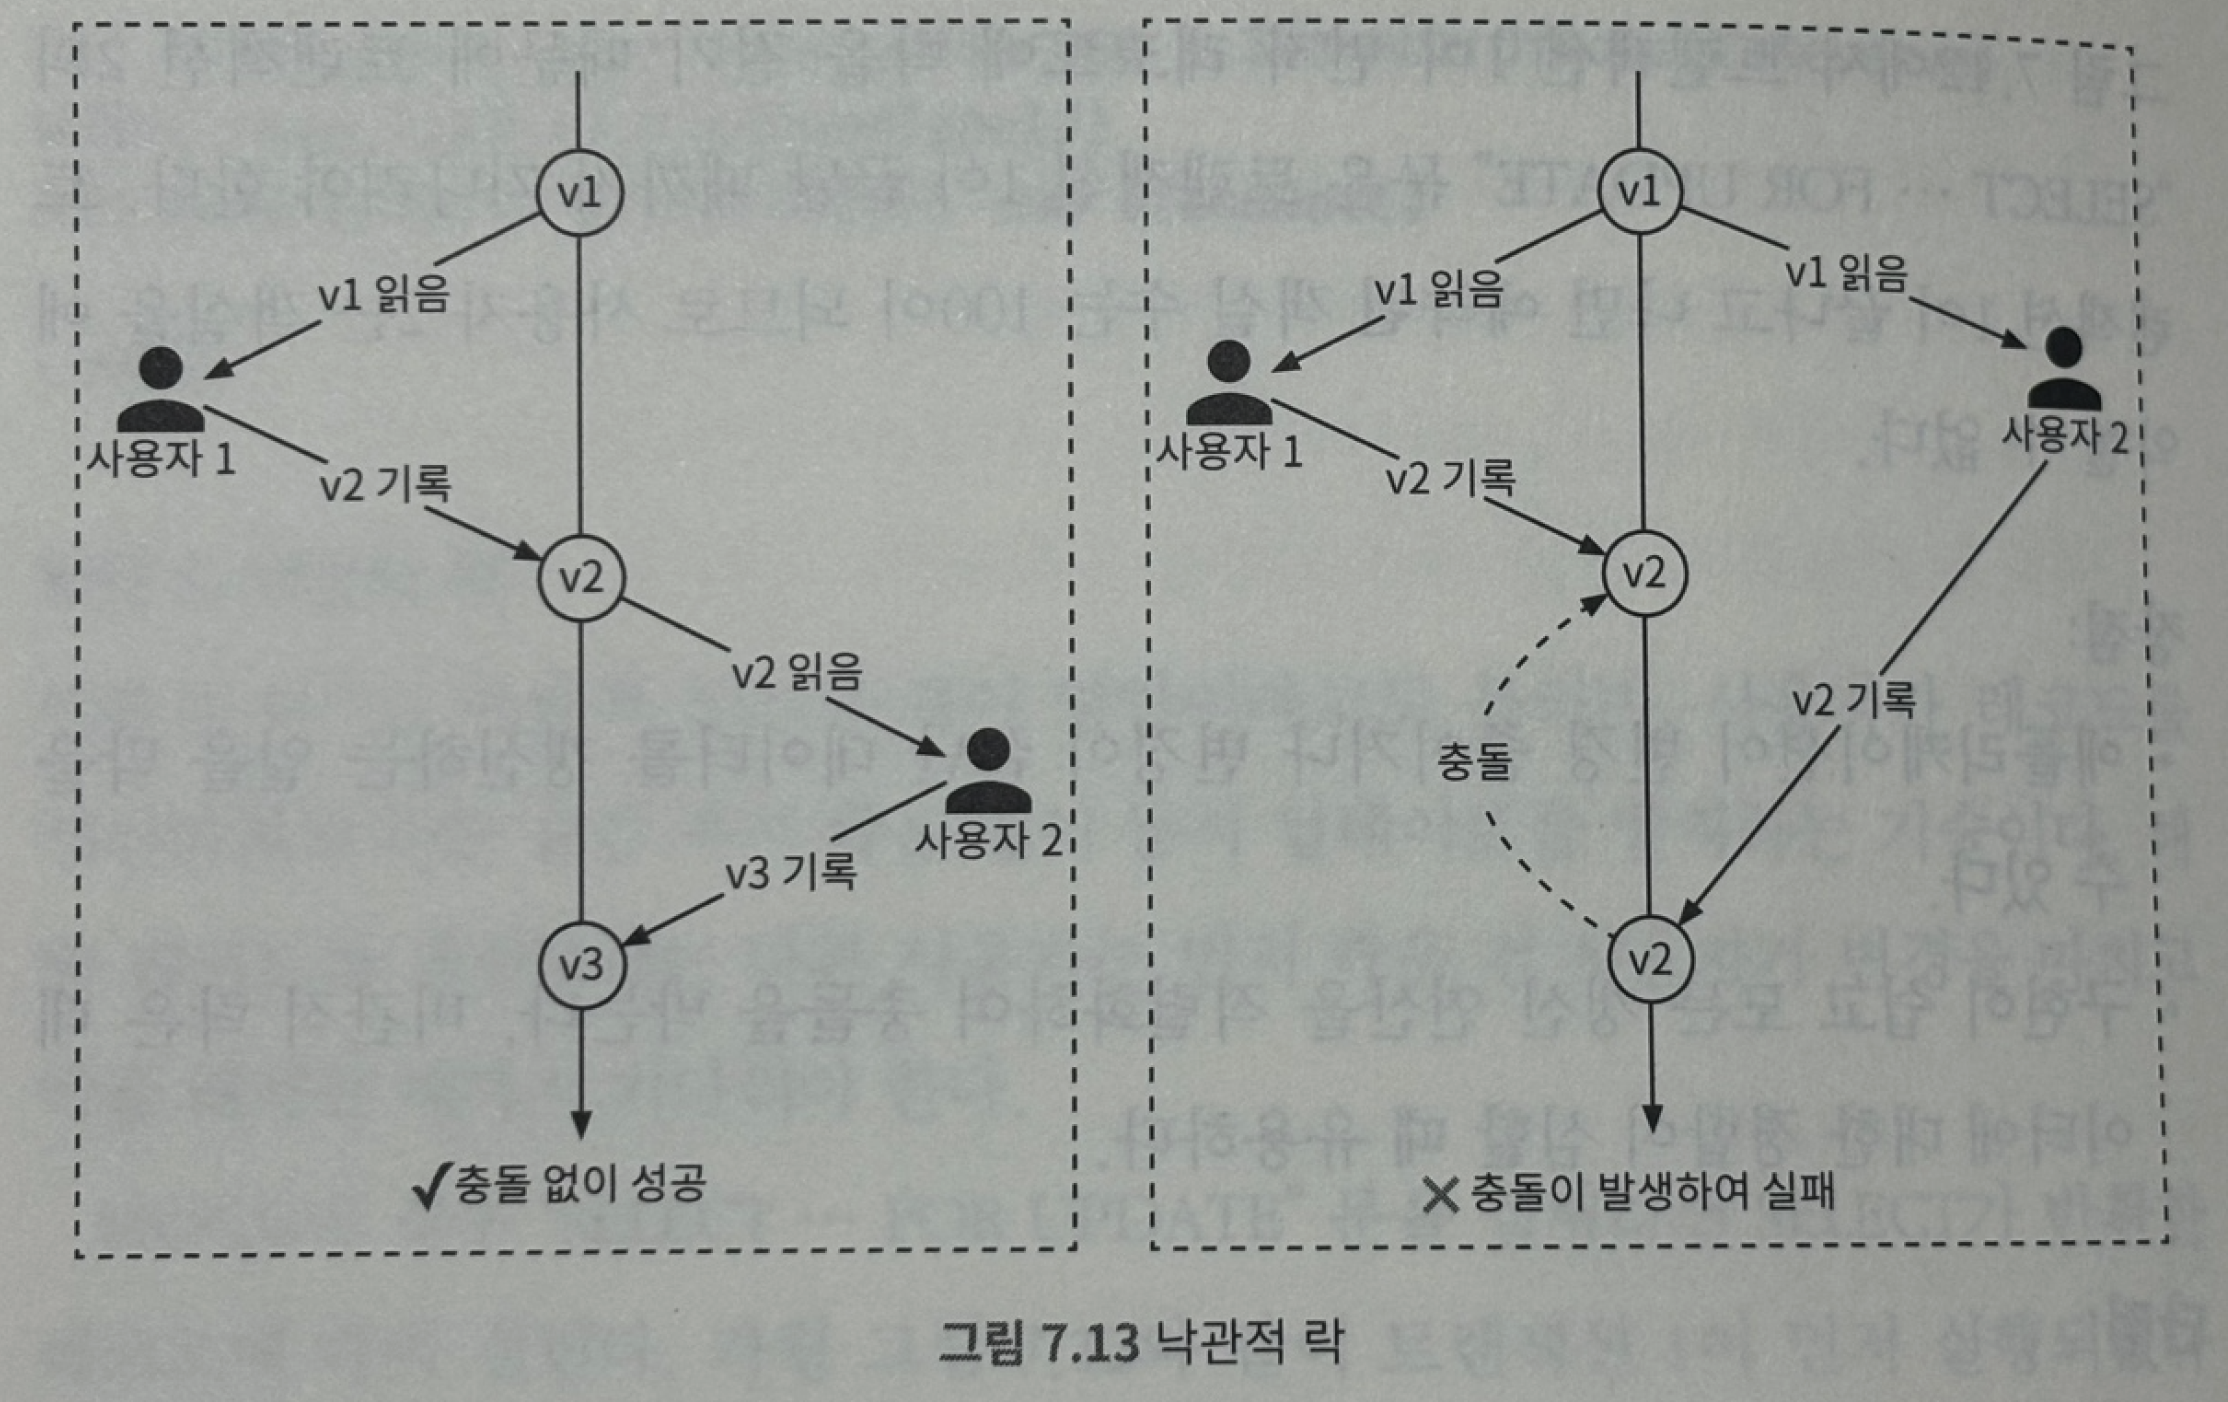 v1
v1 읽음
사용자 1
v2 기록
v2
v2 읽음
사용자 2
v3 기록
v3
✓충돌 없이 성공
v1
v1 읽음
v1 읽음
사용자 1
사용자 2
v2 기록
v2
v2 기록
충돌
v2
✕ 충돌이 발생하여 실패
그림 7.13 낙관적 락